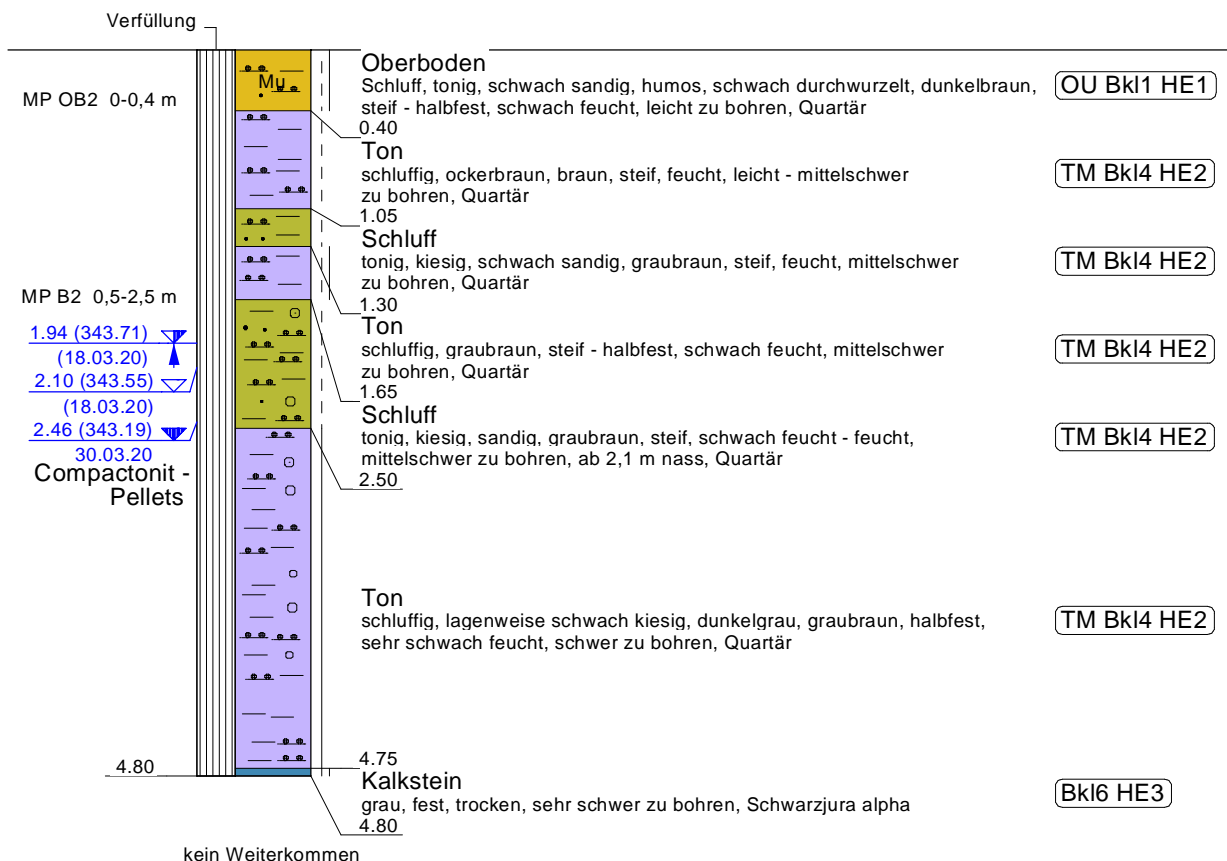 Verfüllung
Mu
MP OB2 0-0,4 m
Oberboden
Schluff, tonig, schwach sandig, humos, schwach durchwurzelt, dunkelbraun,
steif - halbfest, schwach feucht, leicht zu bohren, Quartär
OU Bkl1 HE1
0.40
Ton
schluffig, ockerbraun, braun, steif, feucht, leicht - mittelschwer
zu bohren, Quartär
TM Bkl4 HE2
1.05
Schluff
tonig, kiesig, schwach sandig, graubraun, steif, feucht, mittelschwer
zu bohren, Quartär
TM Bkl4 HE2
MP B2 0,5-2,5 m
1.30
Ton
schluffig, graubraun, steif - halbfest, schwach feucht, mittelschwer
zu bohren, Quartär
TM Bkl4 HE2
1.94 (343.71)
(18.03.20)
2.10 (343.55)
(18.03.20)
2.46 (343.19)
30.03.20
1.65
Schluff
tonig, kiesig, sandig, graubraun, steif, schwach feucht - feucht,
mittelschwer zu bohren, ab 2,1 m nass, Quartär
TM Bkl4 HE2
Compactonit -
Pellets
2.50
Ton
schluffig, lagenweise schwach kiesig, dunkelgrau, graubraun, halbfest,
sehr schwach feucht, schwer zu bohren, Quartär
TM Bkl4 HE2
4.80
4.75
Kalkstein
grau, fest, trocken, sehr schwer zu bohren, Schwarzjura alpha
Bkl6 HE3
4.80
kein Weiterkommen